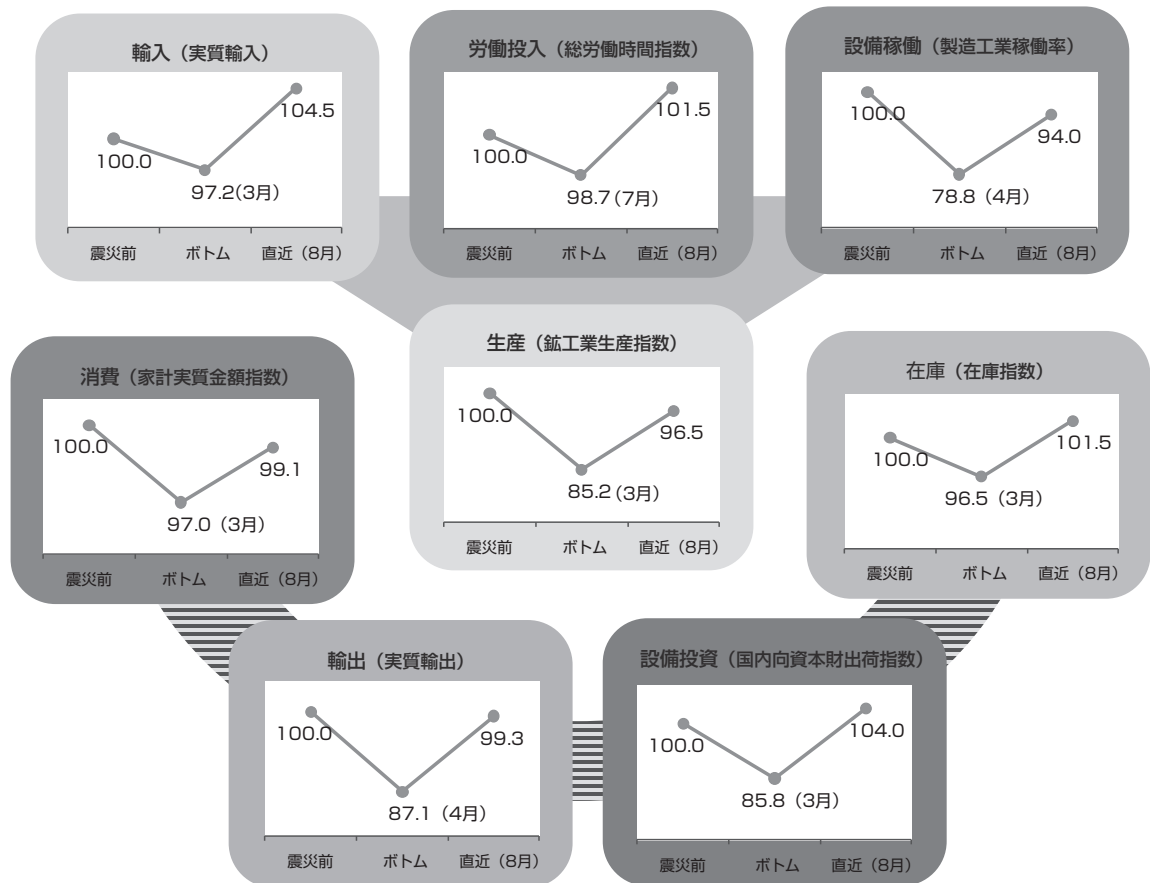 輸入（実質輸入）
100.0
97.2(3月)
104.5
震災前 ボトム 直近（8月）
労働投入（総労働時間指数）
100.0
98.7(7月)
101.5
震災前 ボトム 直近（8月）
設備稼働（製造工業稼働率）
100.0
78.8（4月）
94.0
震災前 ボトム 直近（8月）
消費（家計実質金額指数）
100.0
97.0（3月）
99.1
震災前 ボトム 直近（8月）
生産（鉱工業生産指数）
100.0
85.2(3月)
96.5
震災前 ボトム 直近（8月）
在庫（在庫指数）
100.0
96.5（3月）
101.5
震災前 ボトム 直近（8月）
輸出（実質輸出）
100.0
87.1（4月）
99.3
震災前 ボトム 直近（8月）
設備投資（国内向資本財出荷指数）
100.0
85.8（3月）
104.0
震災前 ボトム 直近（8月）